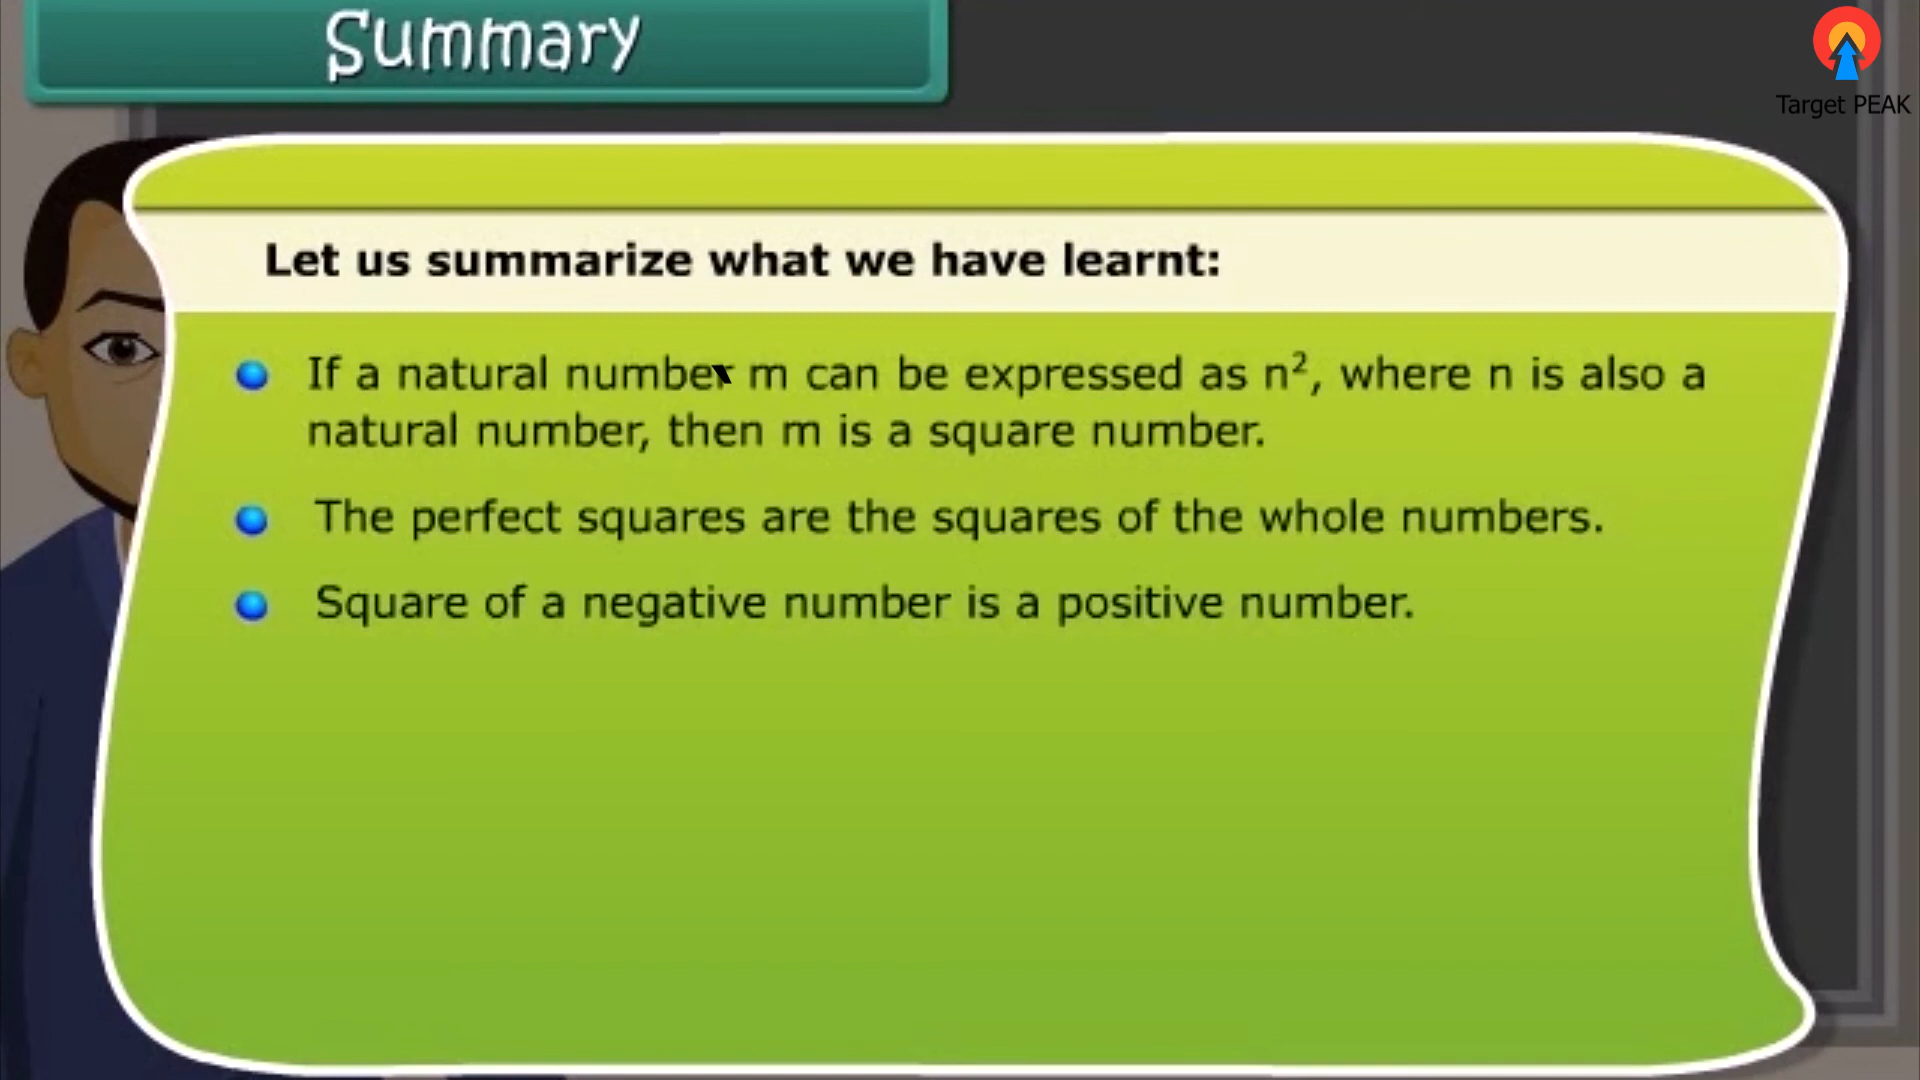 Summary
Target PEAK
Let us summarize what we have learnt:
If a natural number m can be expressed as n², where n is also a
natural number, then m is a square number.
The perfect squares are the squares of the whole numbers.
Square of a negative number is a positive number.